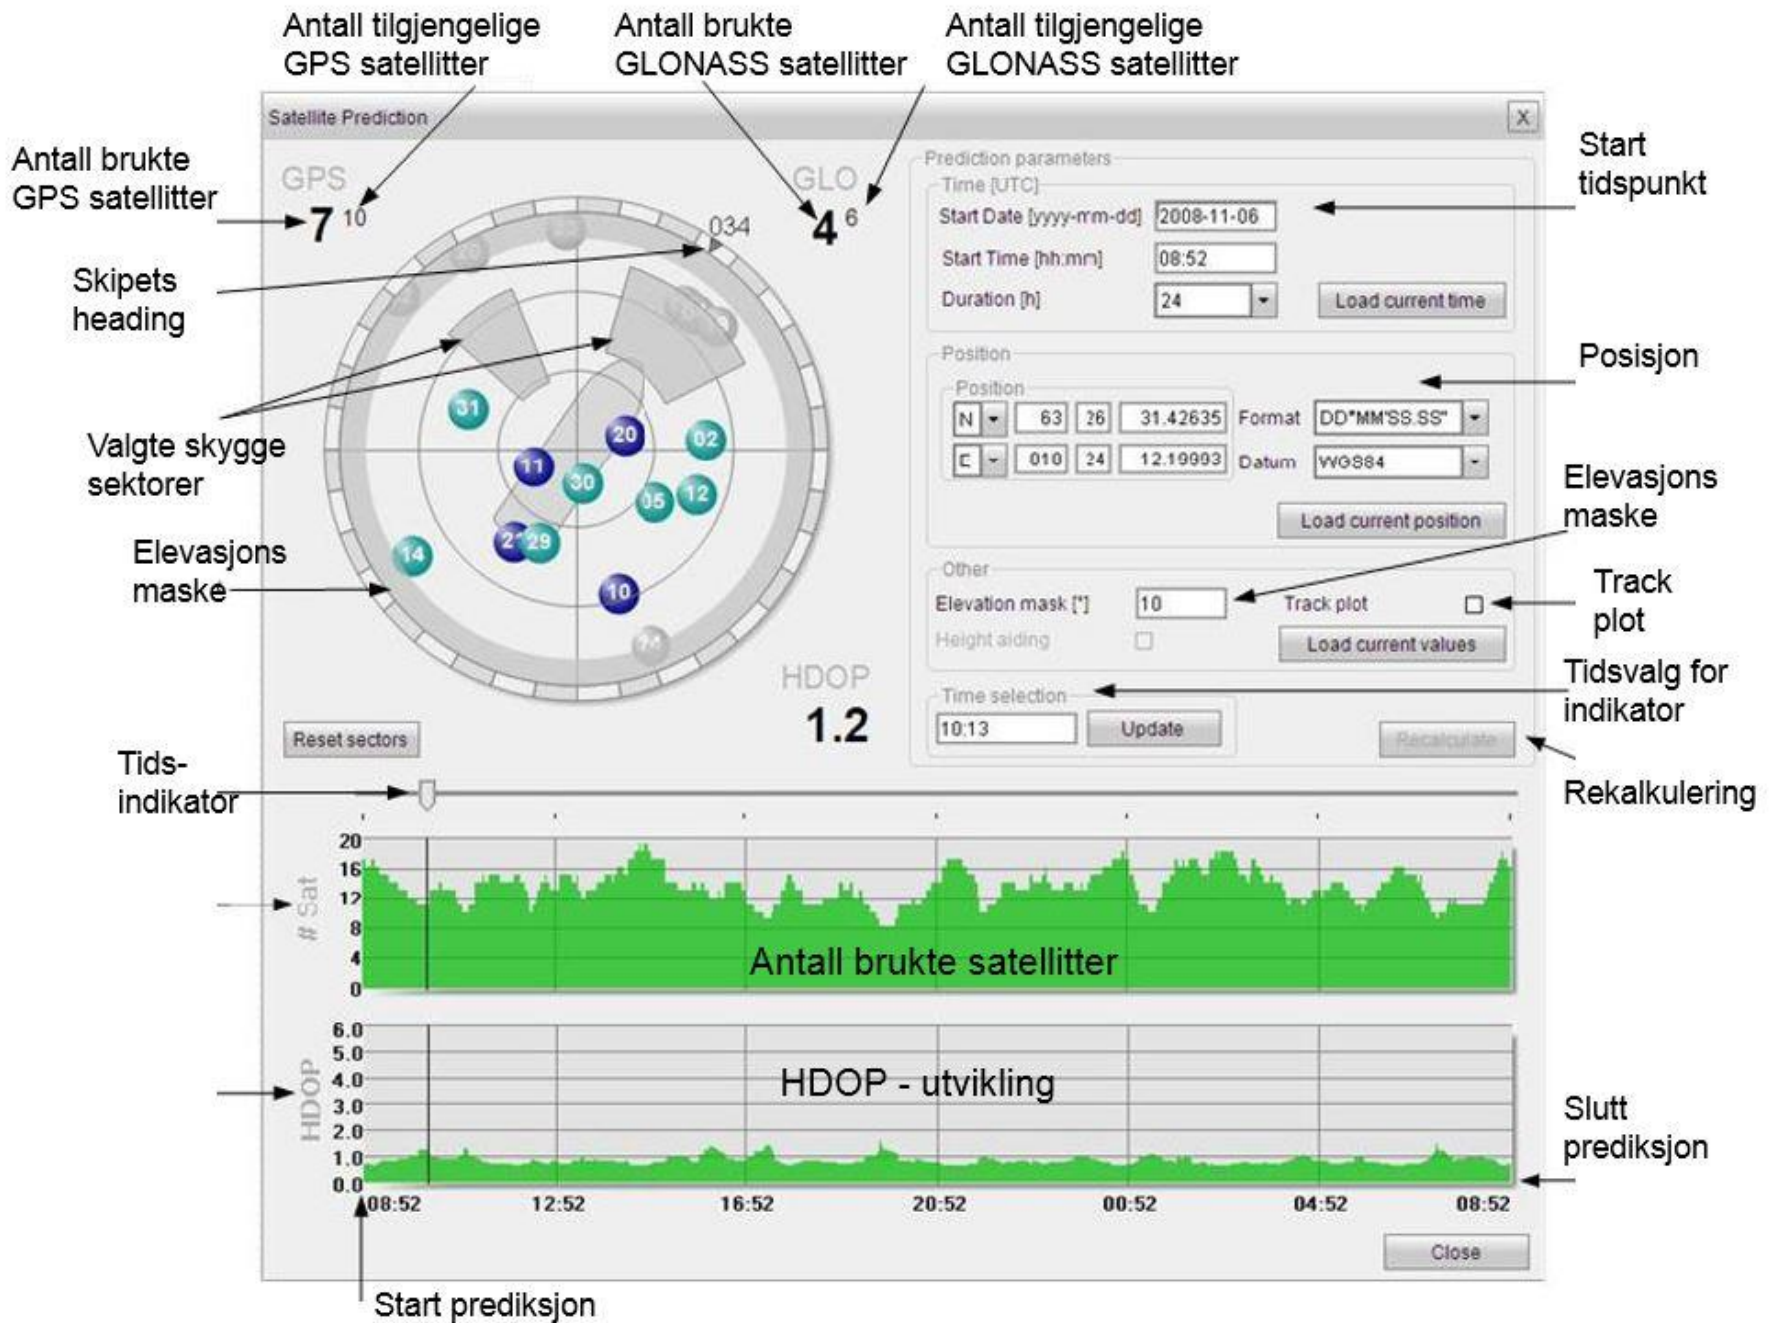 Antall tilgjengelige
GPS satellitter
Antall brukte
GLONASS satellitter
Antall tilgjengelige
GLONASS satellitter
Satellite Prediction
X
Antall brukte
GPS satellitter
GPS
7 10
GLO
4 6
034
Skipets
heading
Valgte skygge
sektorer
Elevasjons
maske
31
20
02
11
30
05
12
29
14
10
HDOP
1.2
Reset sectors
Prediction parameters
Time [UTC]
Start Date [yyyy-mm-dd] 2008-11-06
Start Time [hh:mm] 08:52
Duration [h] 24 Load current time
Start
tidspunkt
Position
Position
N 63 26 31.42635 Format DD°MM'SS.SS"
E 010 24 12.19993 Datum WGS84
Load current position
Posisjon
Elevasjons
maske
Other
Elevation mask [°] 10 Track plot
Height aiding Load current values
Track
plot
Time selection
10:13 Update
Recalculate
Tidsvalg for
indikator
Rekalkulering
Tids-
indikator
# Sat
20
16
12
8
4
0
Antall brukte satellitter
HDOP
6.0
5.0
4.0
3.0
2.0
1.0
0.0
HDOP - utvikling
Slutt
prediksjon
08:52 12:52 16:52 20:52 00:52 04:52 08:52
Close
Start prediksjon